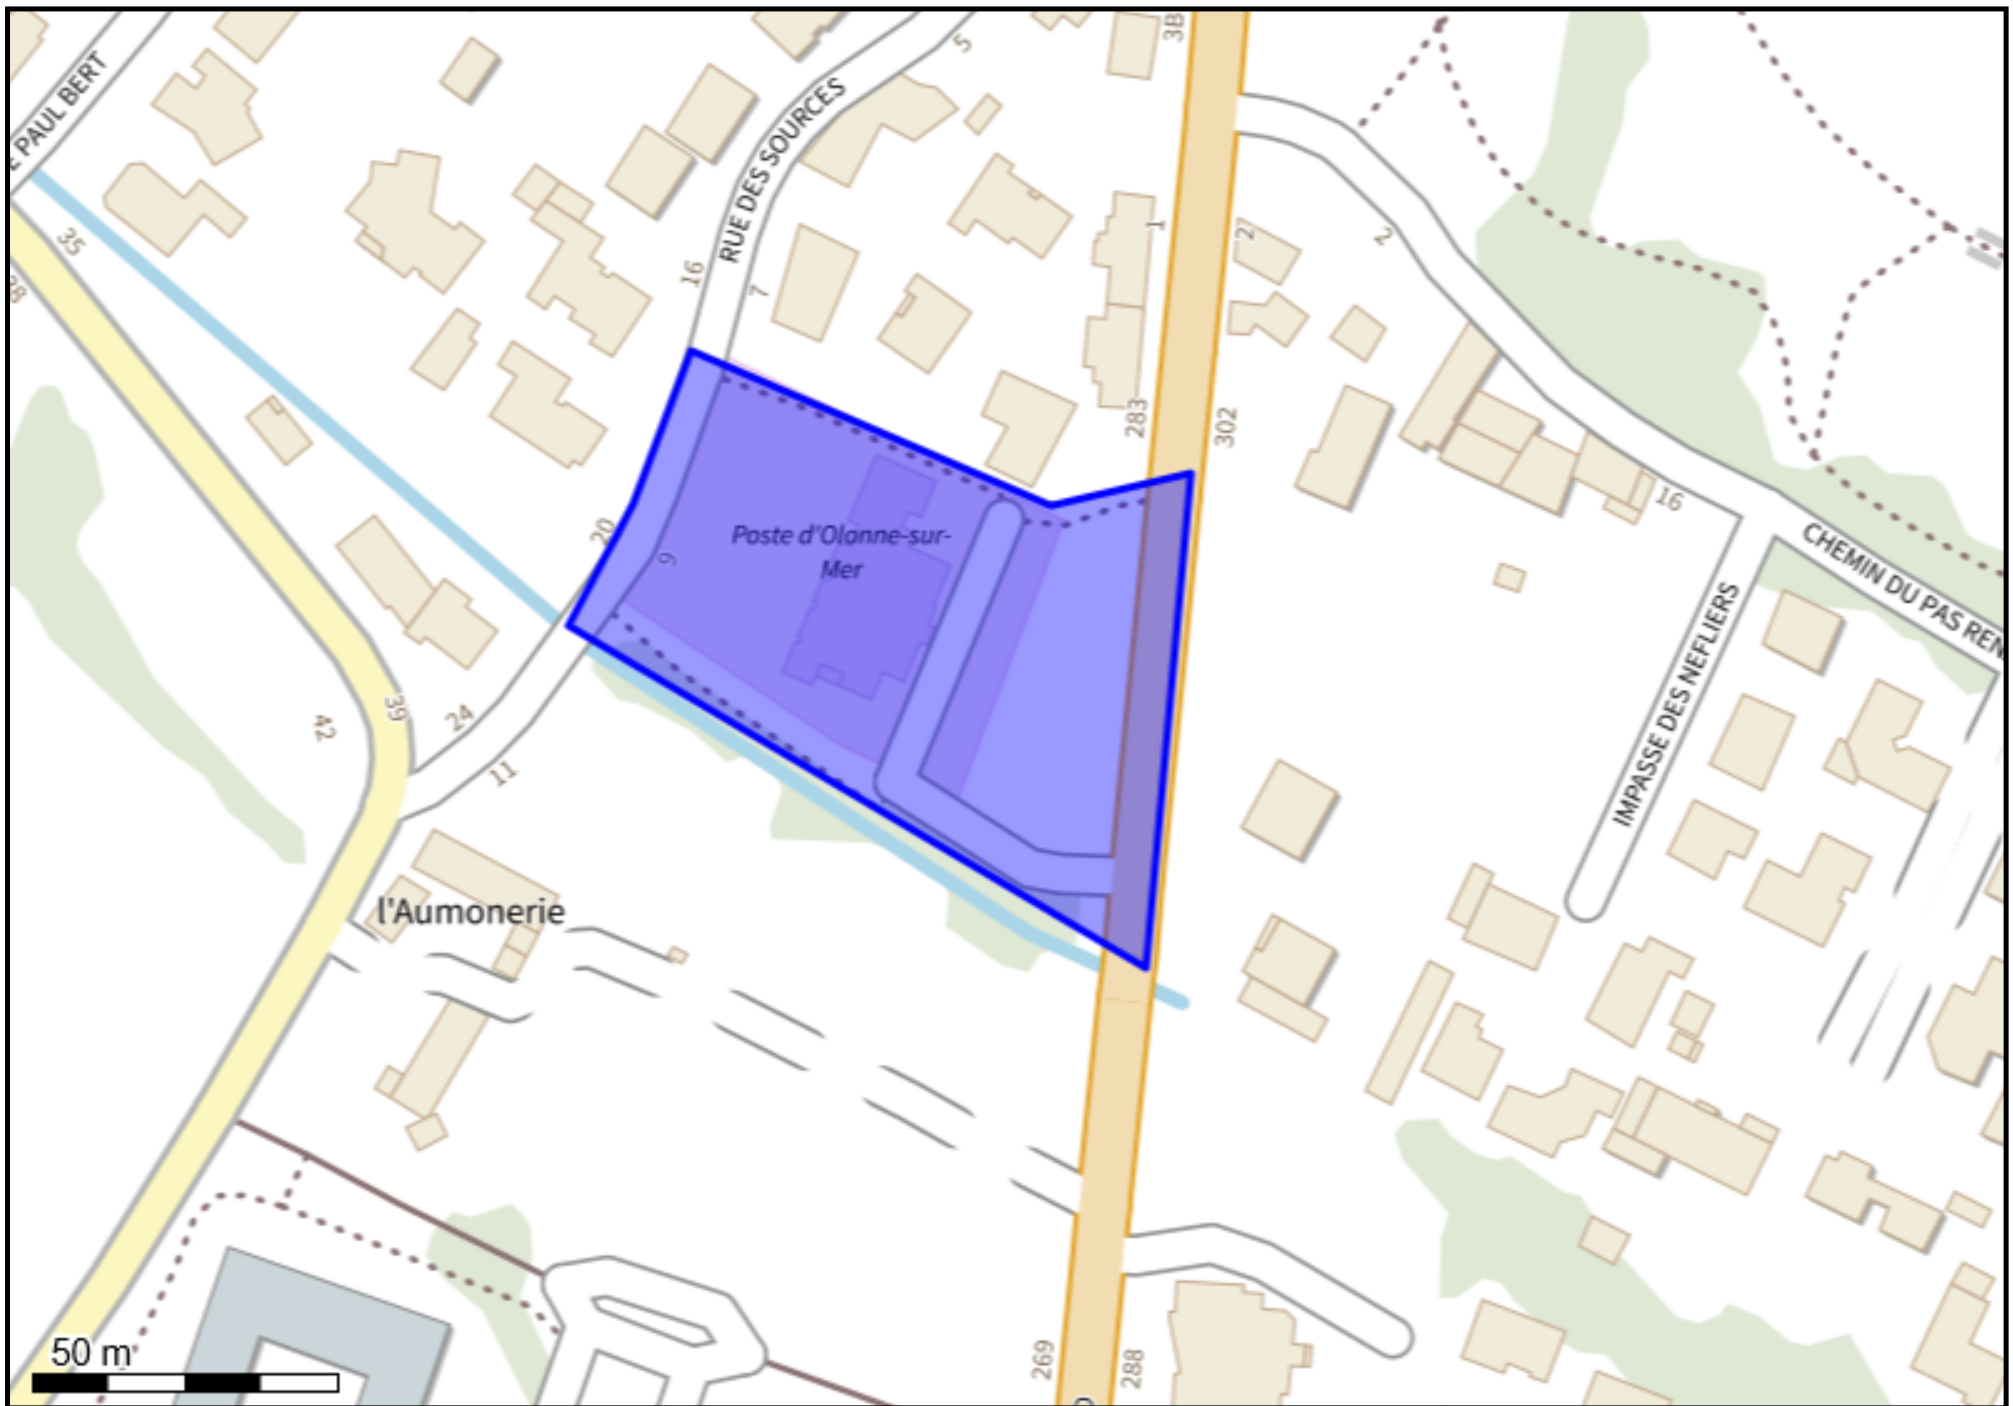 5
3B
E PAUL BERT
RUE DES SOURCES
35
16
7
1
2
2
283
302
16
20
Poste d'Olonne-sur-
Mer
9
CHEMIN DU PAS REN
IMPASSE DES NEFLIERS
39
42
24
11
l'Aumonerie
50 m
269
288